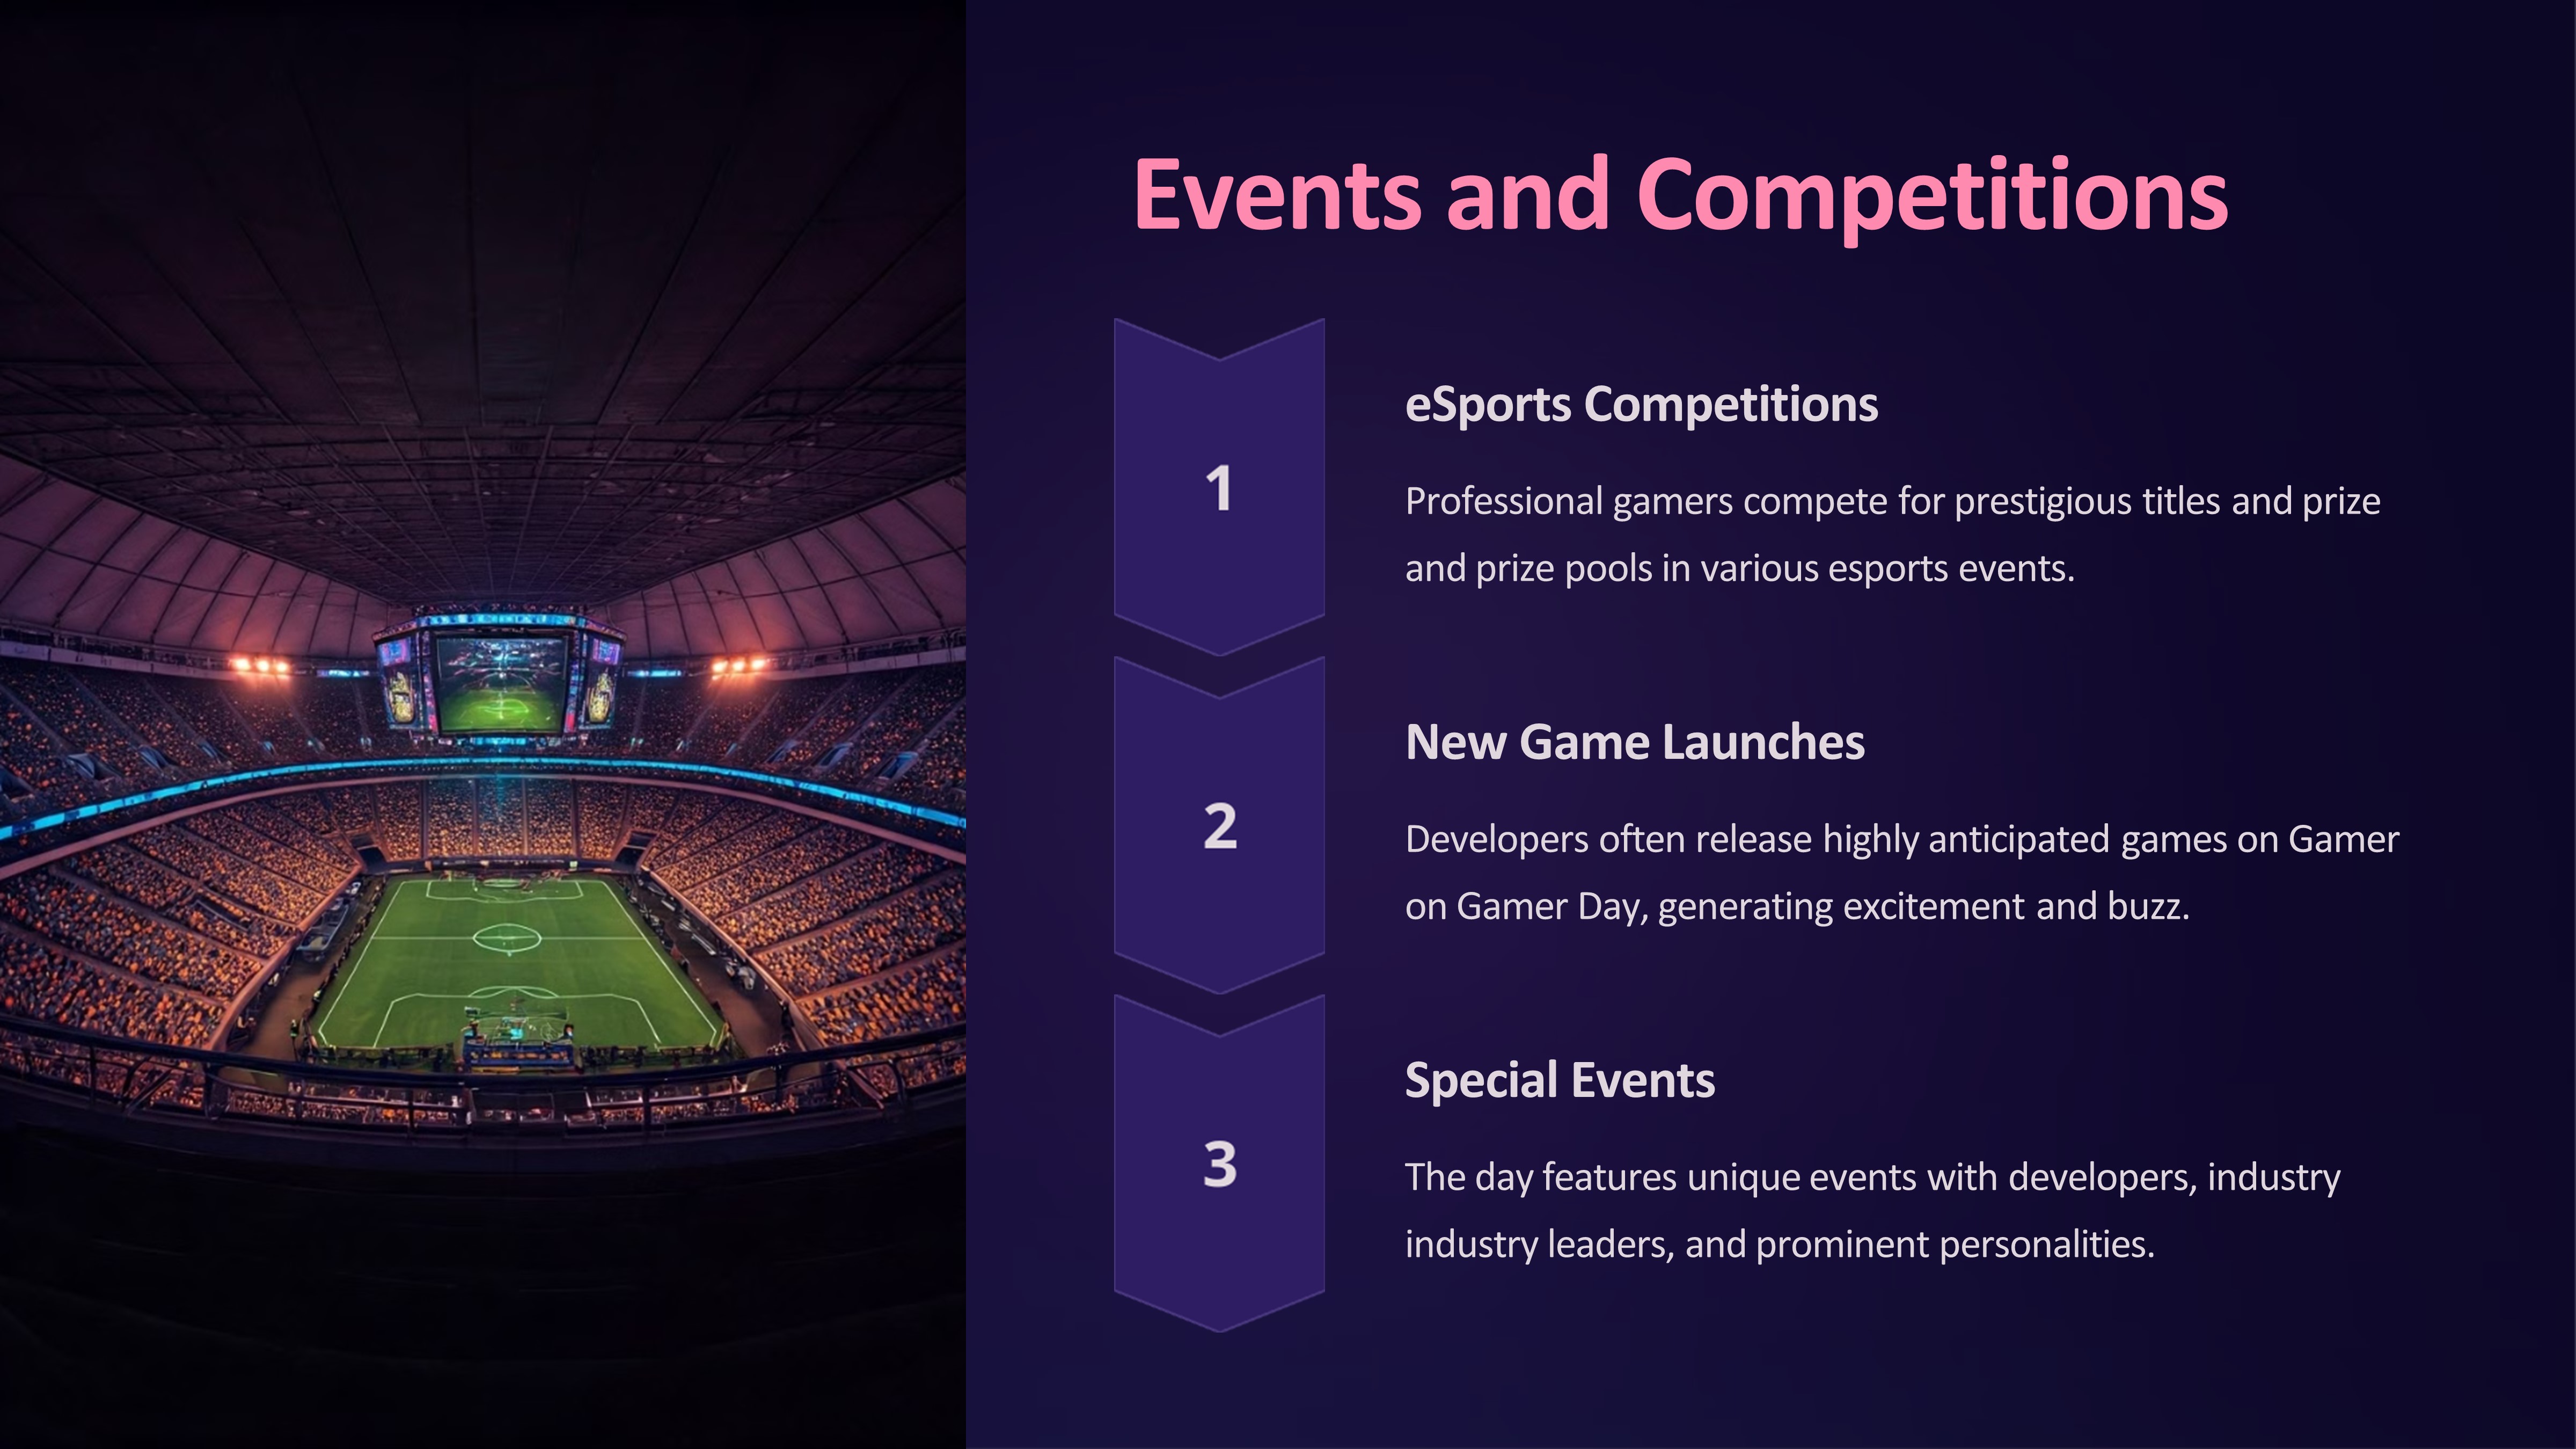 Events and Competitions
1
eSports Competitions
Professional gamers compete for prestigious titles and prize
and prize pools in various esports events.
2
New Game Launches
Developers often release highly anticipated games on Gamer
on Gamer Day, generating excitement and buzz.
3
Special Events
The day features unique events with developers, industry
industry leaders, and prominent personalities.